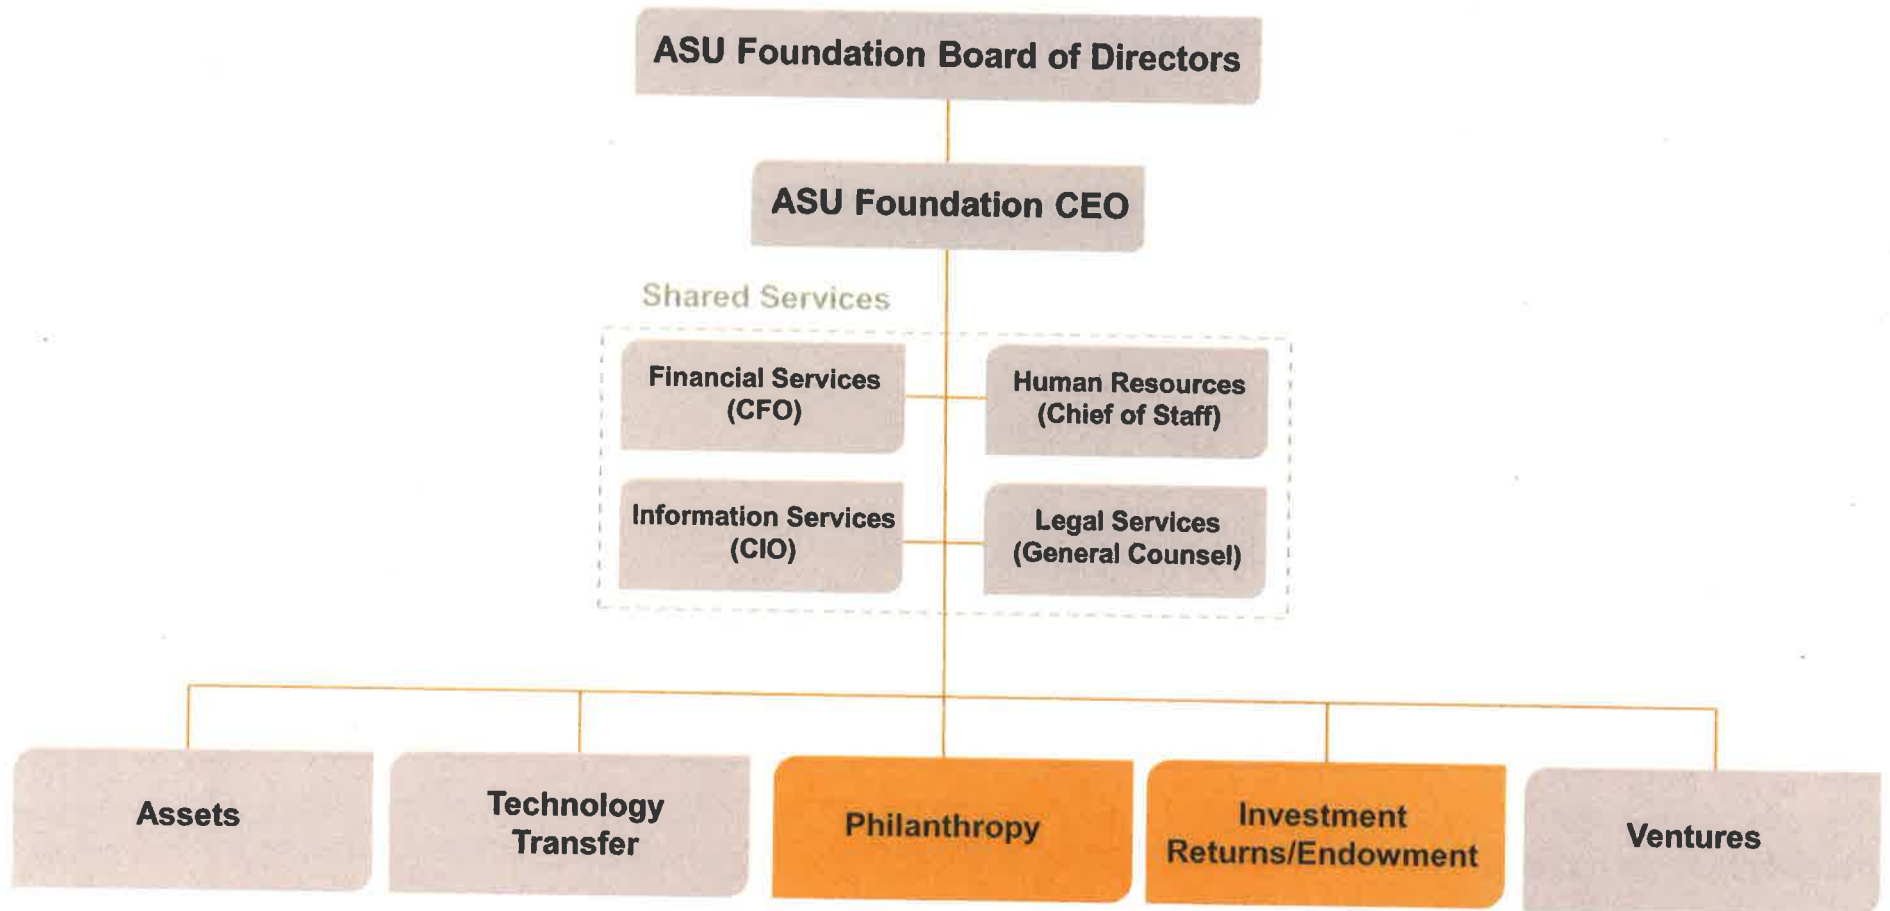 ASU Foundation Board of Directors
ASU Foundation CEO
Shared Services
Financial Services
(CFO)
Human Resources
(Chief of Staff)
Information Services
(CIO)
Legal Services
(General Counsel)
Assets
Technology
Transfer
Philanthropy
Investment
Returns/Endowment
Ventures